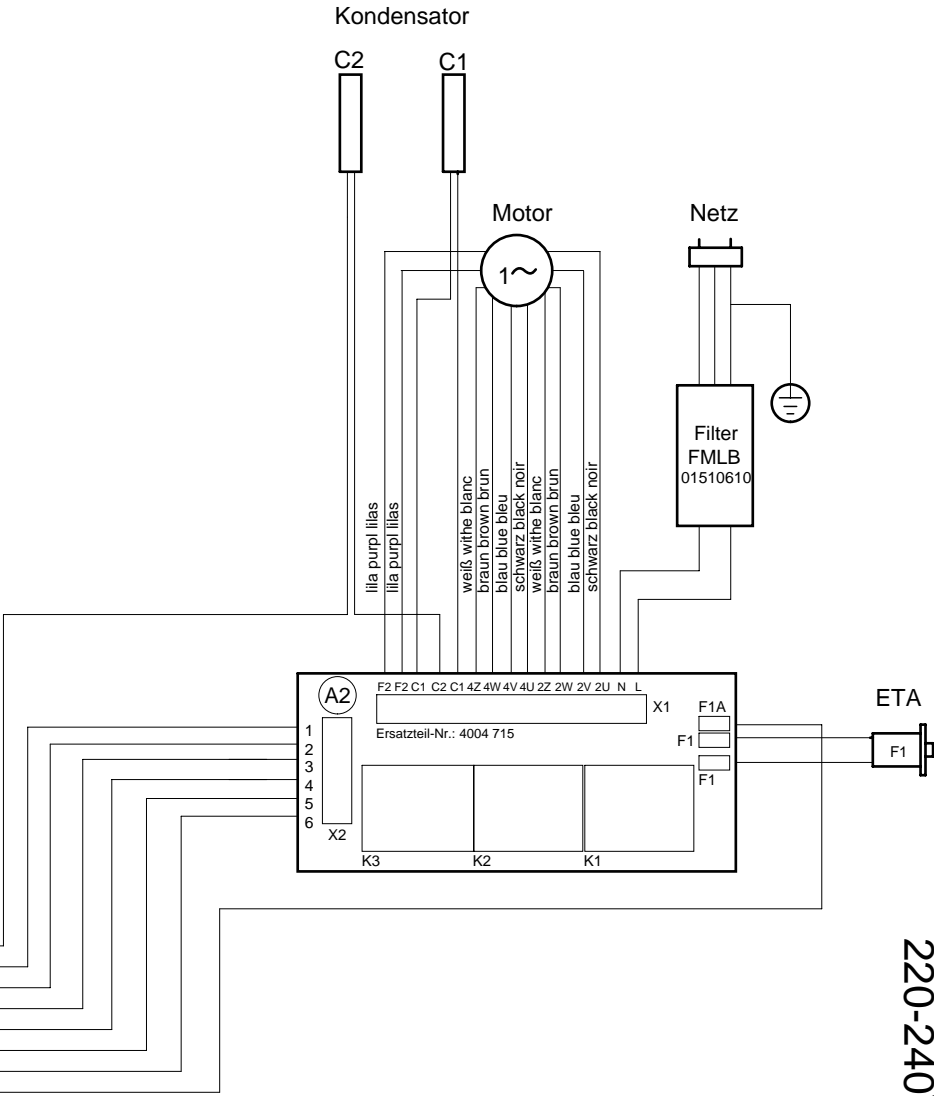 Kondensator
C2
C1
Motor
1~
Netz
Filter
FMLB
01510610
lila purpl lilas
lila purpl lilas
weiß withe blanc
braun brown brun
blau blue bleu
schwarz black noir
weiß withe blanc
braun brown brun
blau blue bleu
schwarz black noir
A2
F2 F2 C1 C2 C1 4Z 4W 4V 4U 2Z 2W 2V 2U N L
X1
Ersatzteil-Nr.: 4004 715
F1A
F1
F1
ETA
F1
1
2
3
4
5
6
X2
K3
K2
K1
220-240